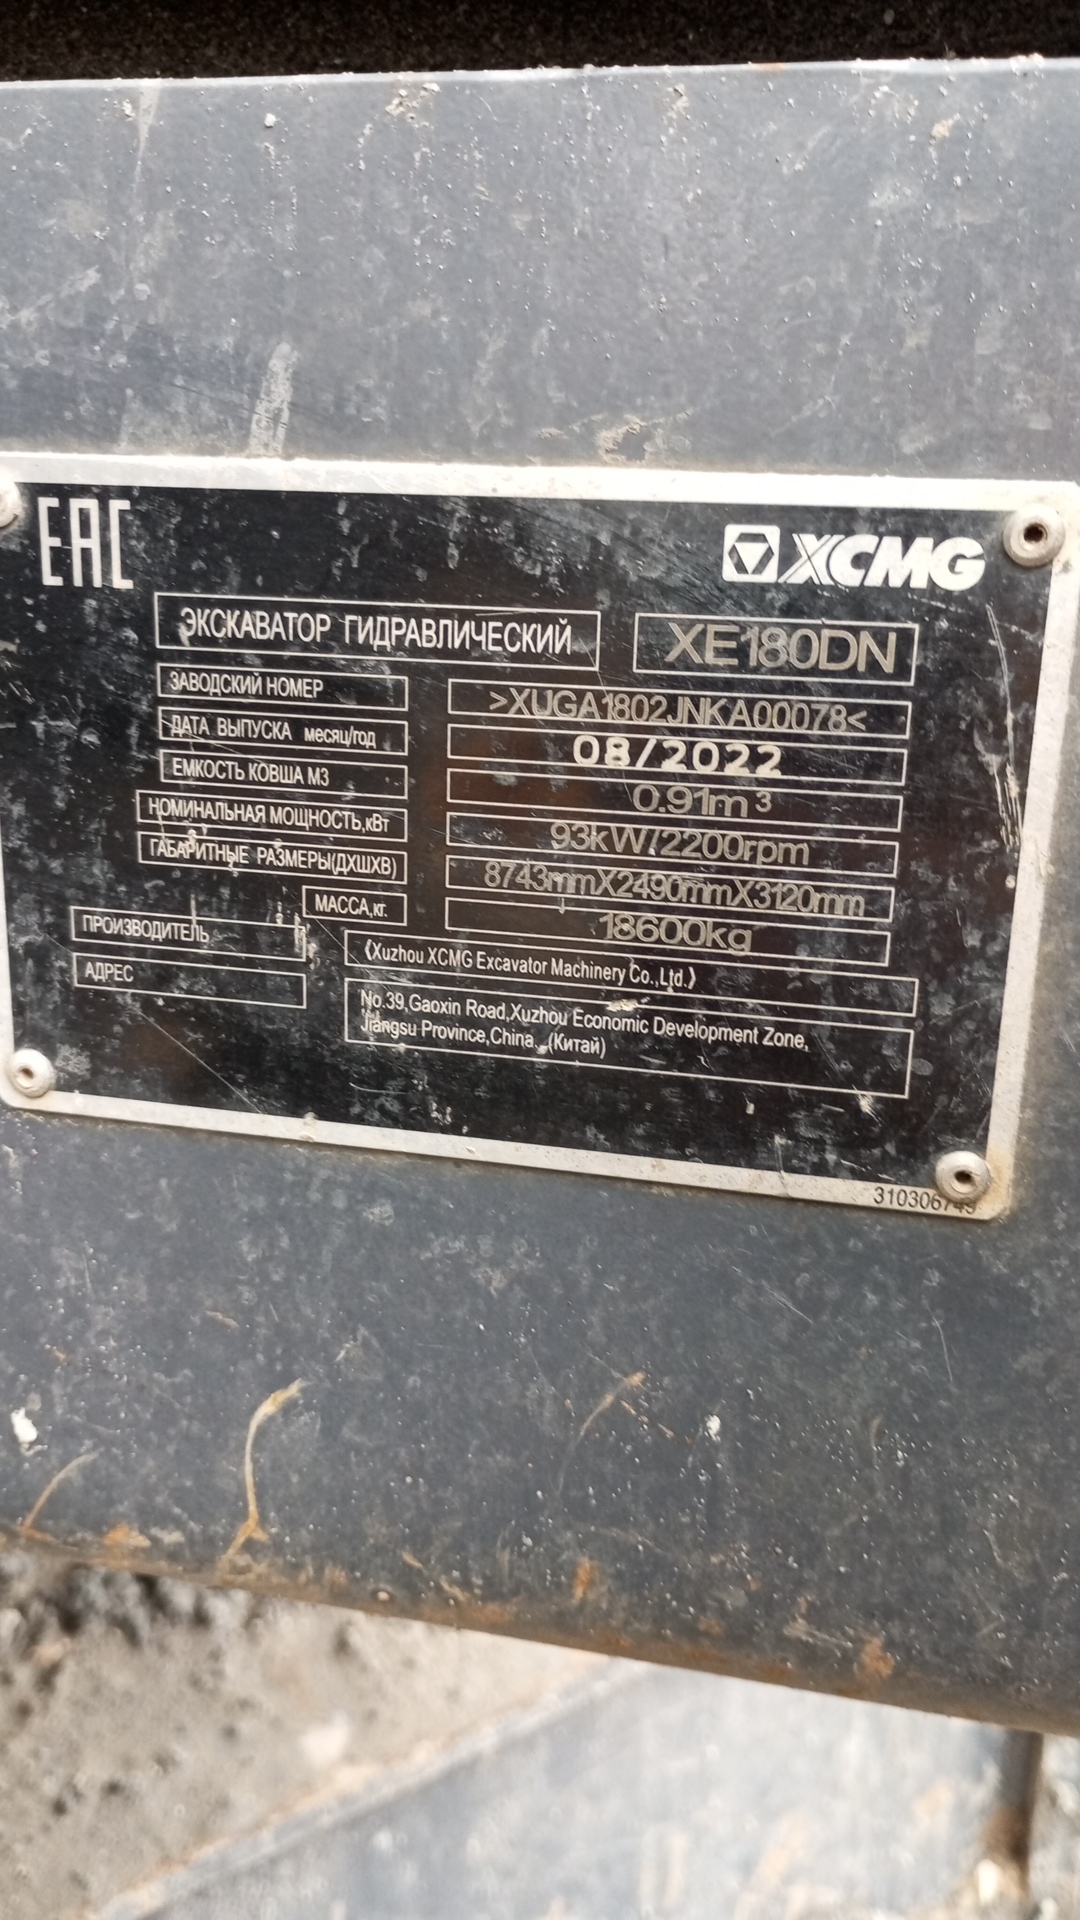 EAC
XCMG
ЭКСКАВАТОР ГИДРАВЛИЧЕСКИЙ XE180DN
ЗАВОДСКИЙ НОМЕР >XUGA1802JNKA00078<
ДАТА ВЫПУСКА месяц/год 08/2022
ЕМКОСТЬ КОВША М3 0.91m³
НОМИНАЛЬНАЯ МОЩНОСТЬ,кВт 93kW/2200rpm
ГАБАРИТНЫЕ РАЗМЕРЫ(ДХШХВ) 8743mmX2490mmX3120mm
МАССА,кг. 18600kg
ПРОИЗВОДИТЕЛЬ 《Xuzhou XCMG Excavator Machinery Co.,Ltd.》
АДРЕС No.39,Gaoxin Road,Xuzhou Economic Development Zone,
Jiangsu Province,China. (Китай)